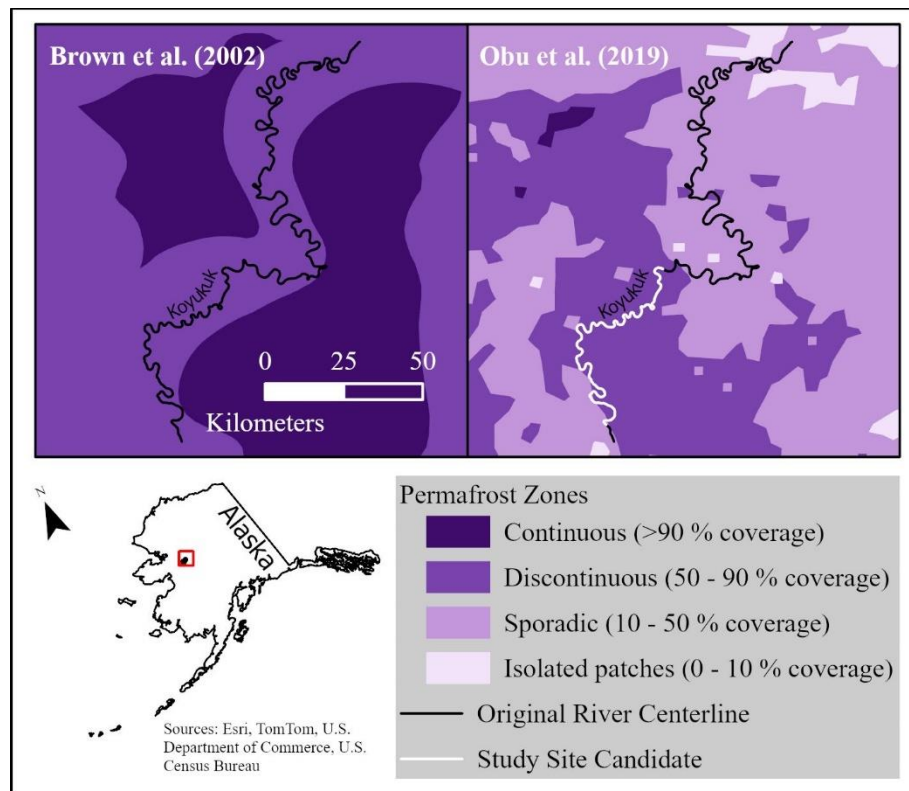 Brown et al. (2002)
Obu et al. (2019)
Koyukuk
Koyukuk
0 25 50
Kilometers
N
Alaska
Sources: Esri, TomTom, U.S.
Department of Commerce, U.S.
Census Bureau
Permafrost Zones
Continuous (>90 % coverage)
Discontinuous (50 - 90 % coverage)
Sporadic (10 - 50 % coverage)
Isolated patches (0 - 10 % coverage)
Original River Centerline
Study Site Candidate